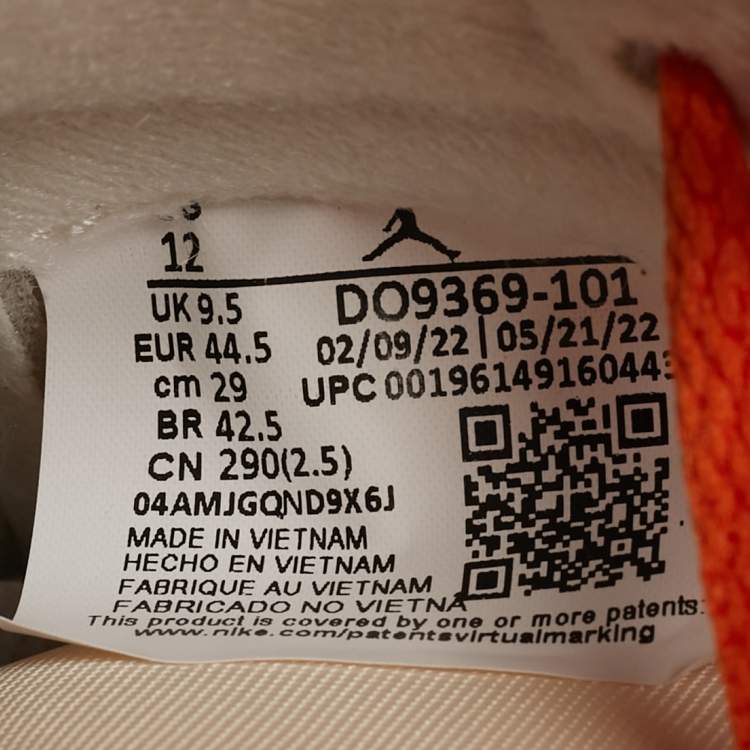 12
UK 9.5
EUR 44.5
cm 29
BR 42.5
CN 290(2.5)
DO9369-101
02/09/22 | 05/21/22
UPC 00196149160443
04AMJGQND9X6J
MADE IN VIETNAM
HECHO EN VIETNAM
FABRIQUE AU VIETNAM
FABRICADO NO VIETNA
This product is covered by one or more patents:
www.nike.com/patentsvirtualmarking